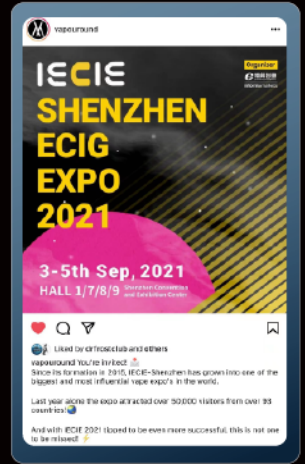 vapouround
IECIE
Organiser
SHENZHEN
ECIG
EXPO
2021
3-5th Sep, 2021
HALL 1/7/8/9 Shenzhen Convention
and Exhibition Center
Liked by cirfrostclub and others
vapouround You're invited!
Since its formation in 2015, IECIE-Shenzhen has grown into one of the
biggest and most influential vape expo's in the world.
Last year alone the expo attracted over 50,000 visitors from over 93
countries!
And with IECIE 2021 tipped to be even more successful, this is not one
to be missed!